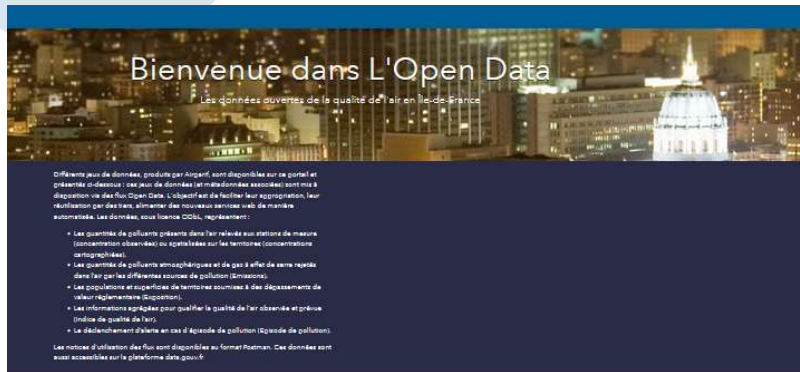 Bienvenue dans L'Open Data
Les données ouvertes de la qualité de l'air en Île-de-France
Différents jeux de données, produits par Airparif, sont disponibles sur ce portail et
présentés ci-dessous : ces jeux de données (et métadonnées associées) sont mis à
disposition via des flux Open Data. L'objectif est de faciliter leur appropriation, leur
réutilisation par des tiers, alimenter des nouveaux services web de manière
automatisée. Les données, sous licence ODbL, représentent :
• Les quantités de polluants présents dans l'air relevés aux stations de mesure
(concentration observées) ou spatialisées sur les territoires (concentrations
cartographiées).
• Les quantités de polluants atmosphériques et de gaz à effet de serre rejetés
dans l'air par les différentes sources de pollution (Emissions).
• Les populations et superficies de territoires soumises à des dépassements de
valeur réglementaire (Exposition).
• Les informations agrégées pour qualifier la qualité de l'air observée et prévue
(Indice de qualité de l'air).
• Le déclenchement d'alerte en cas d'épisode de pollution (Episode de pollution).
Les notices d'utilisation des flux sont disponibles au format Postman. Ces données sont
aussi accessibles sur la plateforme data.gouv.fr